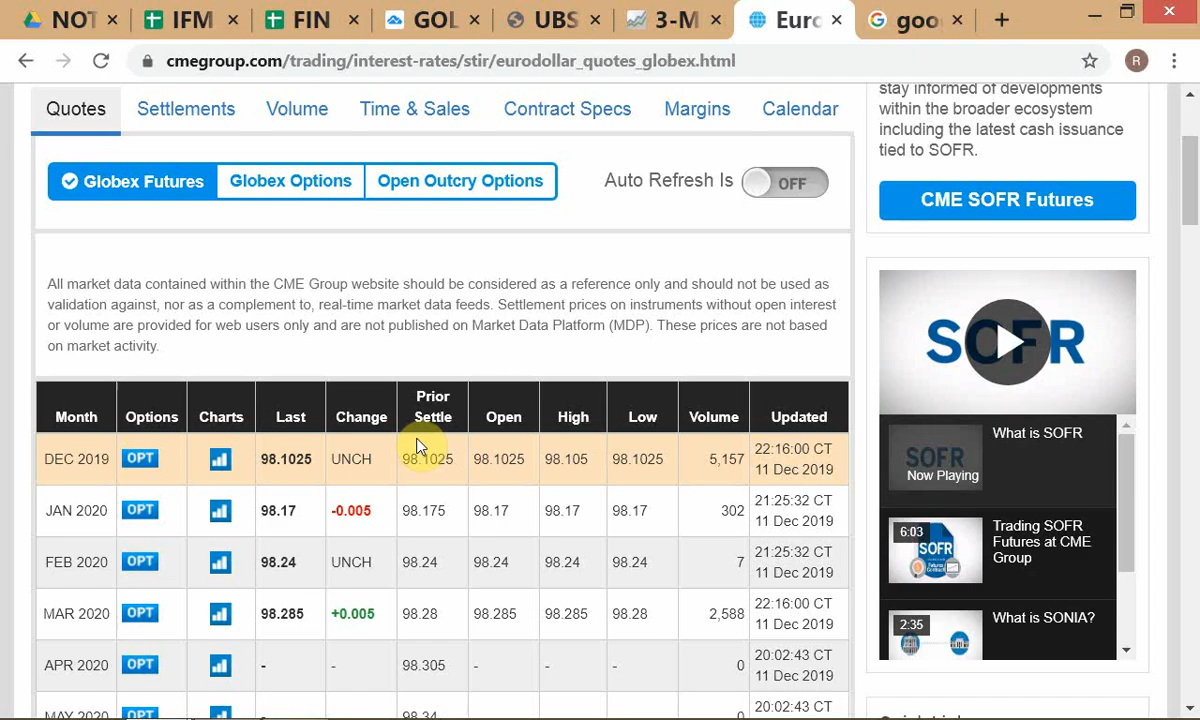 NOT
IFM
FIN
GOL
UBS
3-M
Euro
goo
cmegroup.com/trading/interest-rates/stir/eurodollar_quotes_globex.html
R
Quotes Settlements Volume Time & Sales Contract Specs Margins Calendar
Globex Futures Globex Options Open Outcry Options
Auto Refresh Is OFF
All market data contained within the CME Group website should be considered as a reference only and should not be used as
validation against, nor as a complement to, real-time market data feeds. Settlement prices on instruments without open interest
or volume are provided for web users only and are not published on Market Data Platform (MDP). These prices are not based
on market activity.
Month Options Charts Last Change Prior Settle Open High Low Volume Updated
DEC 2019 OPT 98.1025 UNCH 98.1025 98.1025 98.105 98.1025 5,157 22:16:00 CT
11 Dec 2019
JAN 2020 OPT 98.17 -0.005 98.175 98.17 98.17 98.17 302 21:25:32 CT
11 Dec 2019
FEB 2020 OPT 98.24 UNCH 98.24 98.24 98.24 98.24 7 21:25:32 CT
11 Dec 2019
MAR 2020 OPT 98.285 +0.005 98.28 98.285 98.285 98.28 2,588 22:16:00 CT
11 Dec 2019
APR 2020 OPT - - 98.305 - - - 0 20:02:43 CT
11 Dec 2019
MAY 2020 OPT - 98.34 0 20:02:43 CT
stay informed of developments
within the broader ecosystem
including the latest cash issuance
tied to SOFR.
CME SOFR Futures
SOFR
SOFR
Now Playing
What is SOFR
6:03
SOFR
Trading SOFR
Futures at CME
Group
2:35
What is SONIA?